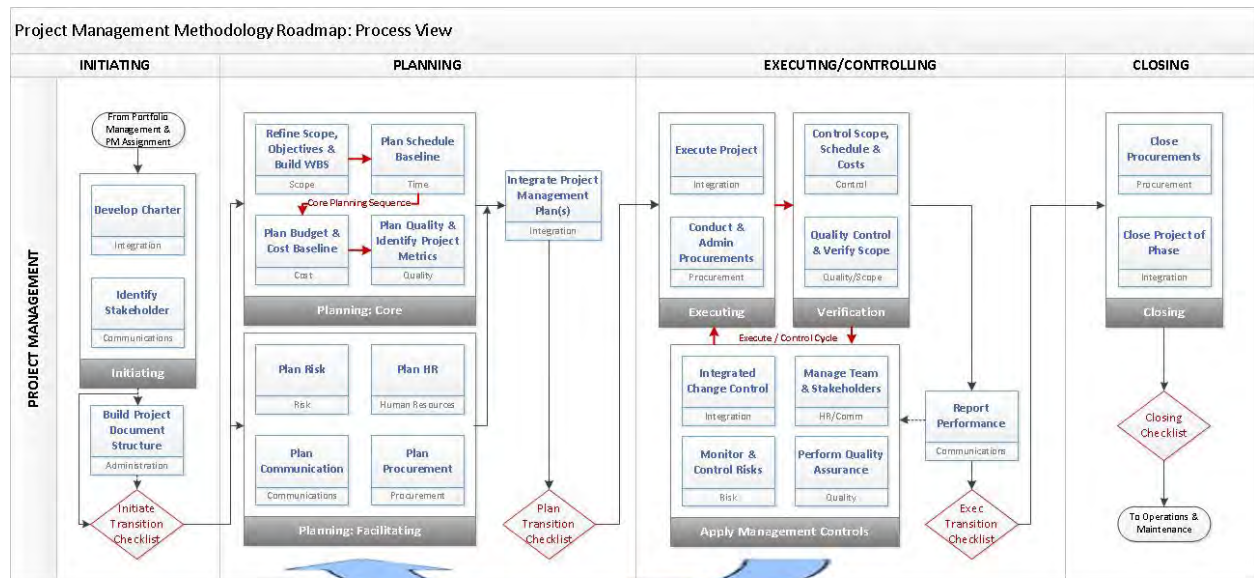 Project Management Methodology Roadmap: Process View
INITIATING
PLANNING
EXECUTING/CONTROLLING
CLOSING
PROJECT MANAGEMENT
From Portfolio
Management &
PM Assignment
Develop Charter
Integration
Identify
Stakeholder
Communications
Initiating
Build Project
Document
Structure
Administration
Initiate
Transition
Checklist
Refine Scope,
Objectives &
Build WBS
Scope
Plan Schedule
Baseline
Time
Core Planning Sequence
Plan Budget &
Cost Baseline
Cost
Plan Quality &
Identify Project
Metrics
Quality
Planning: Core
Plan Risk
Risk
Plan HR
Human Resources
Plan
Communication
Communications
Plan
Procurement
Procurement
Planning: Facilitating
Integrate Project
Management
Plan(s)
Integration
Plan
Transition
Checklist
Execute Project
Integration
Conduct &
Admin
Procurements
Procurement
Executing
Control Scope,
Schedule &
Costs
Control
Quality Control
& Verify Scope
Quality/Scope
Verification
Execute / Control Cycle
Integrated
Change Control
Integration
Manage Team
& Stakeholders
HR/Comm
Monitor &
Control Risks
Risk
Perform Quality
Assurance
Quality
Apply Management Controls
Report
Performance
Communications
Exec
Transition
Checklist
Close
Procurements
Procurement
Close Project of
Phase
Integration
Closing
Closing
Checklist
To Operations &
Maintenance